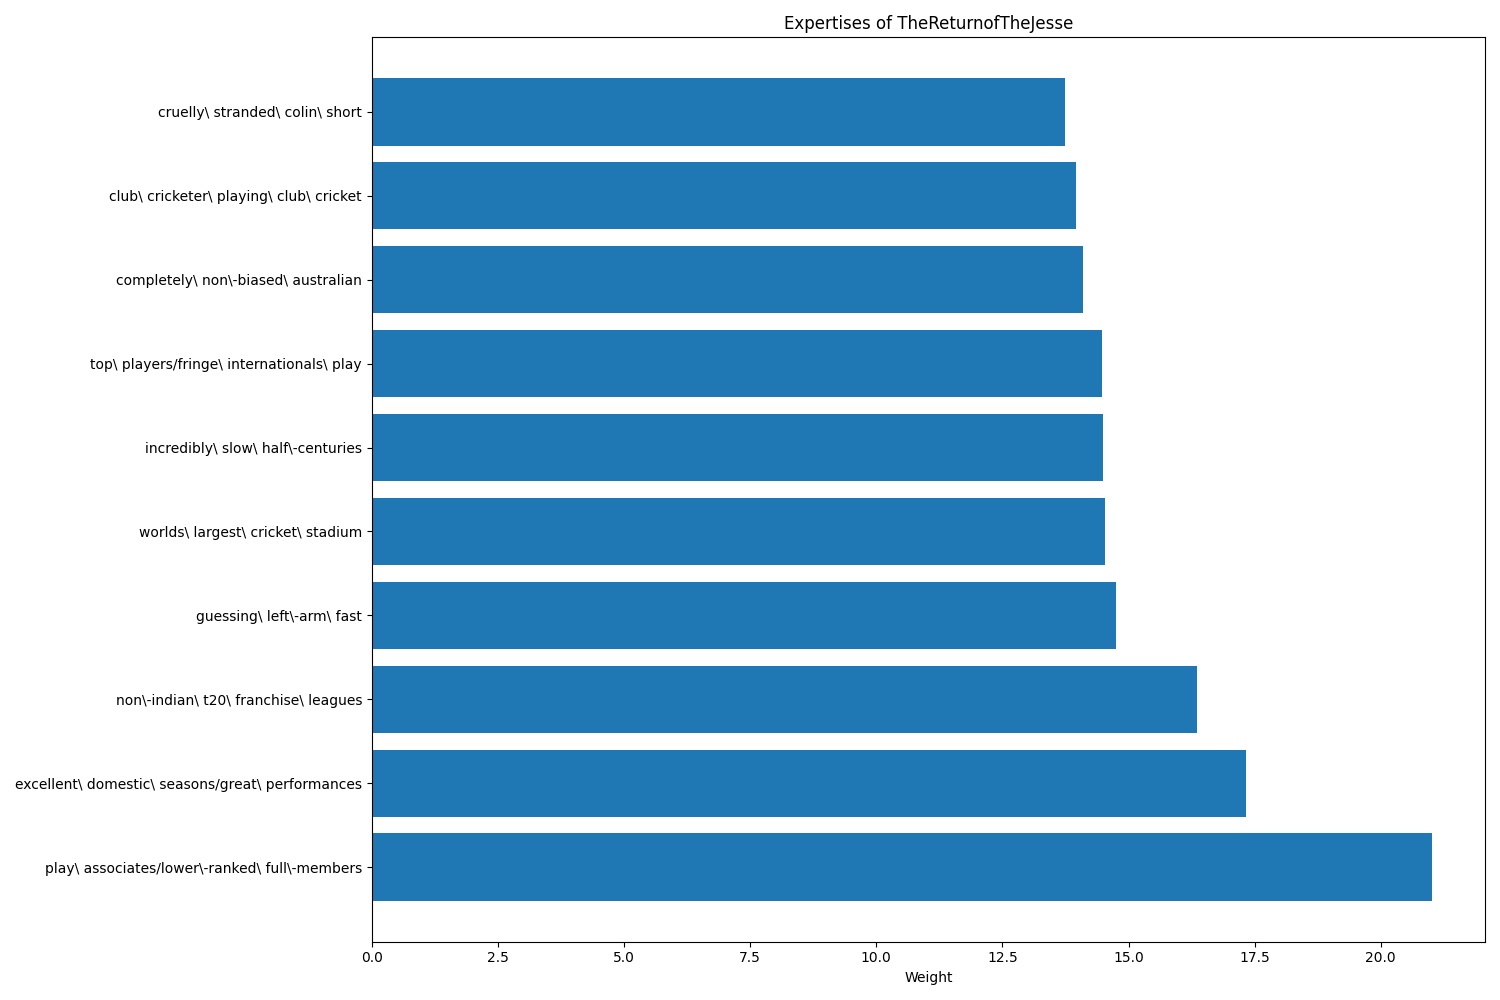 Expertises of TheReturnofTheJesse
cruelly\ stranded\ colin\ short
club\ cricketer\ playing\ club\ cricket
completely\ non\-biased\ australian
top\ players/fringe\ internationals\ play
incredibly\ slow\ half\-centuries
worlds\ largest\ cricket\ stadium
guessing\ left\-arm\ fast
non\-indian\ t20\ franchise\ leagues
excellent\ domestic\ seasons/great\ performances
play\ associates/lower\-ranked\ full\-members
0.0 2.5 5.0 7.5 10.0 12.5 15.0 17.5 20.0
Weight